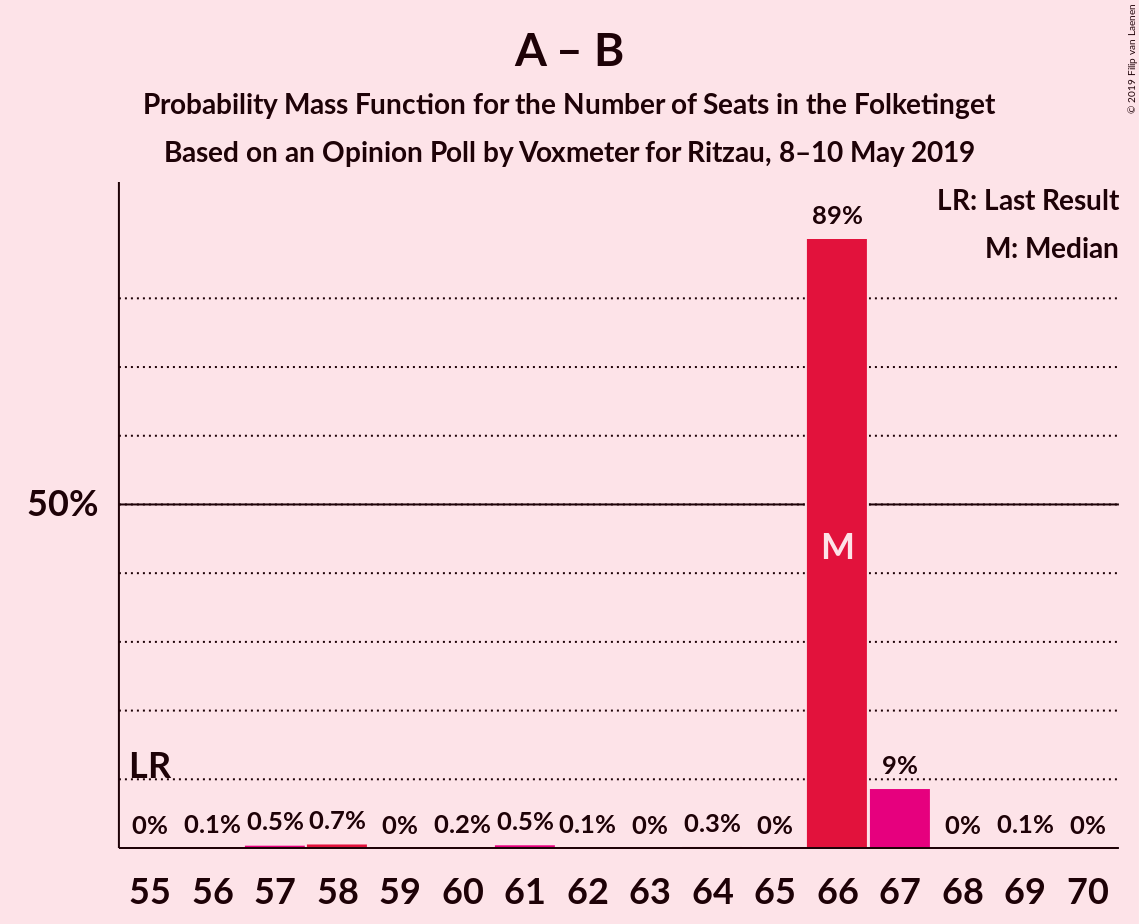 A – B
Probability Mass Function for the Number of Seats in the Folketinget
Based on an Opinion Poll by Voxmeter for Ritzau, 8–10 May 2019
© 2019 Filip van Laenen
LR: Last Result
M: Median
89%
50%
M
LR
9%
0% 0.1% 0.5% 0.7% 0% 0.2% 0.5% 0.1% 0% 0.3% 0% 0% 0.1% 0%
55 56 57 58 59 60 61 62 63 64 65 66 67 68 69 70